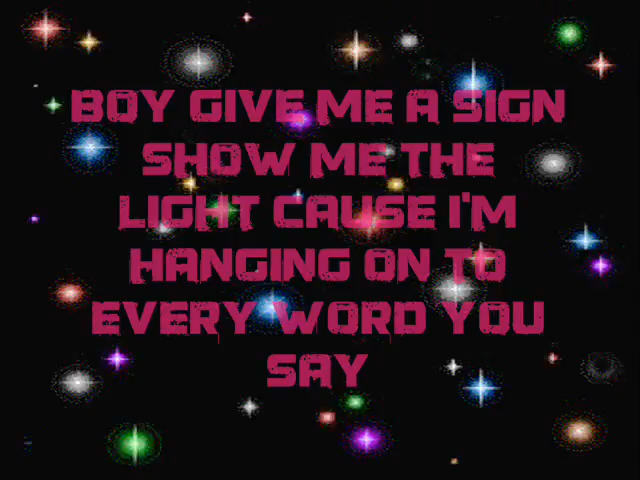 BOY GIVE ME A SIGN
SHOW ME THE
LIGHT CAUSE I'M
HANGING ON TO
EVERY WORD YOU
SAY